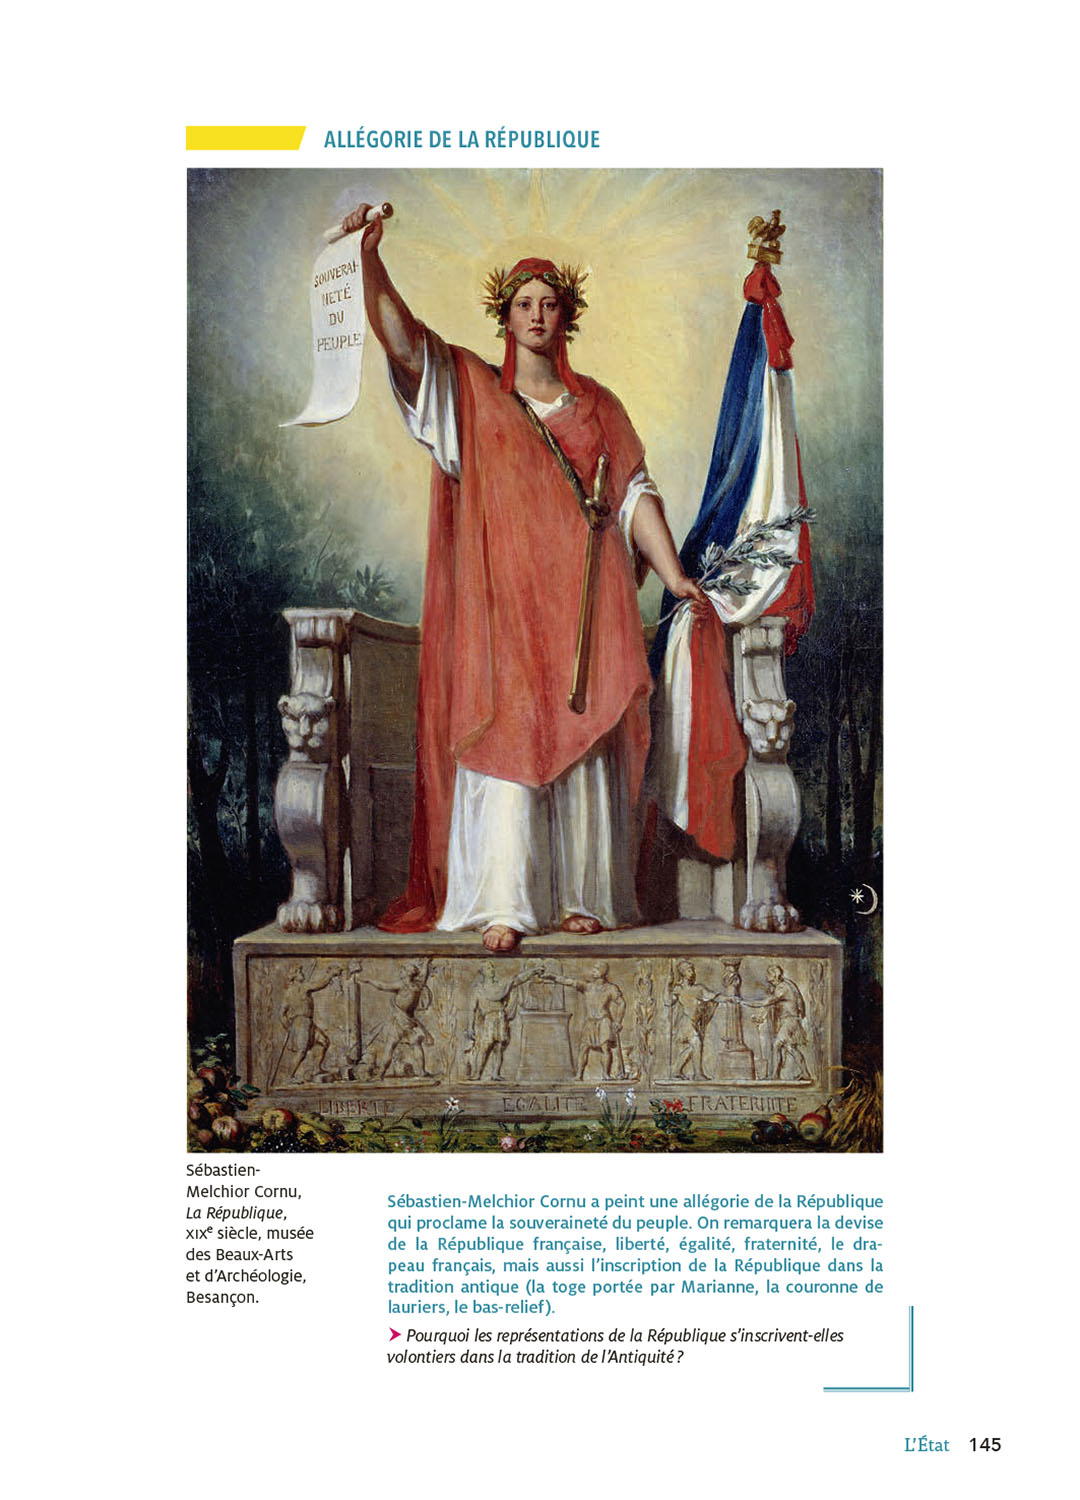 ALLÉGORIE DE LA RÉPUBLIQUE
SOUVERAI-
NETÉ
DU
PEUPLE
LIBERTE EGALITE FRATERNITE
Sébastien-
Melchior Cornu,
La République,
XIXe siècle, musée
des Beaux-Arts
et d'Archéologie,
Besançon.
Sébastien-Melchior Cornu a peint une allégorie de la République
qui proclame la souveraineté du peuple. On remarquera la devise
de la République française, liberté, égalité, fraternité, le dra-
peau français, mais aussi l'inscription de la République dans la
tradition antique (la toge portée par Marianne, la couronne de
lauriers, le bas-relief).
➤ Pourquoi les représentations de la République s'inscrivent-elles
volontiers dans la tradition de l'Antiquité ?
L'État 145